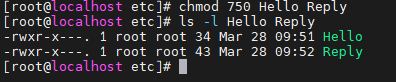 [root@localhost etc]# chmod 750 Hello Reply
[root@localhost etc]# ls -l Hello Reply
-rwxr-x---. 1 root root 34 Mar 28 09:51 Hello
-rwxr-x---. 1 root root 43 Mar 28 09:52 Reply
[root@localhost etc]#